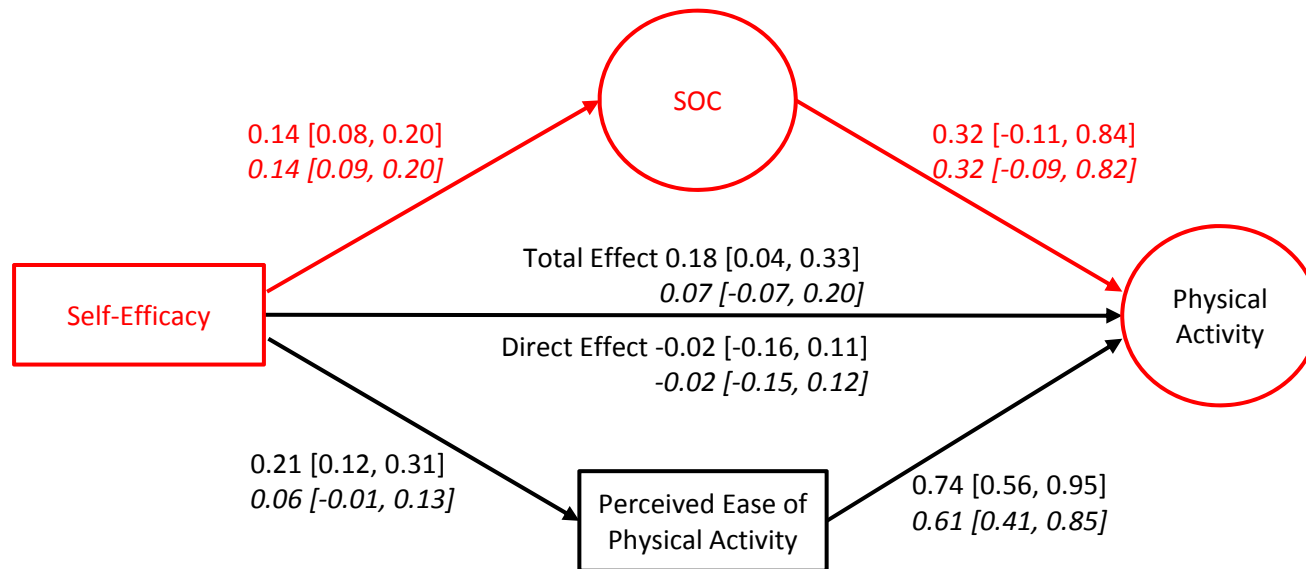 SOC
0.14 [0.08, 0.20]
0.14 [0.09, 0.20]
0.32 [-0.11, 0.84]
0.32 [-0.09, 0.82]
Total Effect 0.18 [0.04, 0.33]
0.07 [-0.07, 0.20]
Self-Efficacy
Physical
Activity
Direct Effect -0.02 [-0.16, 0.11]
-0.02 [-0.15, 0.12]
0.21 [0.12, 0.31]
0.06 [-0.01, 0.13]
Perceived Ease of
Physical Activity
0.74 [0.56, 0.95]
0.61 [0.41, 0.85]